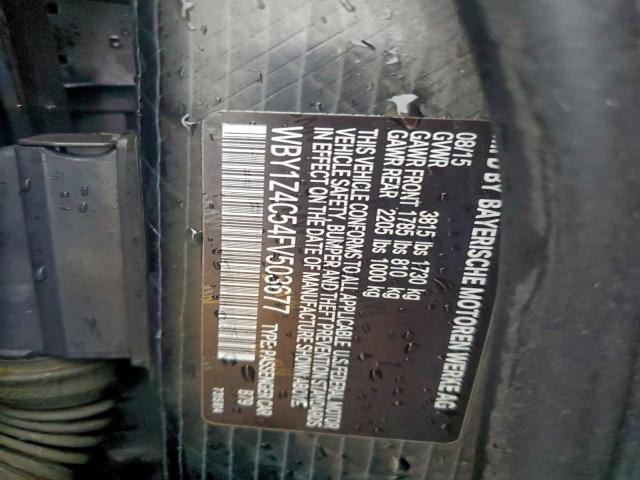 MFD BY BAYERISCHE MOTOREN WERKE AG
08/15
GVWR 3815 lbs 1730 kg
GAWR FRONT 1785 lbs 810 kg
GAWR REAR 2205 lbs 1000 kg
THIS VEHICLE CONFORMS TO ALL APPLICABLE U.S. FEDERAL MOTOR
VEHICLE SAFETY, BUMPER AND THEFT PREVENTION STANDARDS
IN EFFECT ON THE DATE OF MANUFACTURE SHOWN ABOVE
WBY1Z4C54FV503677 TYPE: PASSENGER CAR